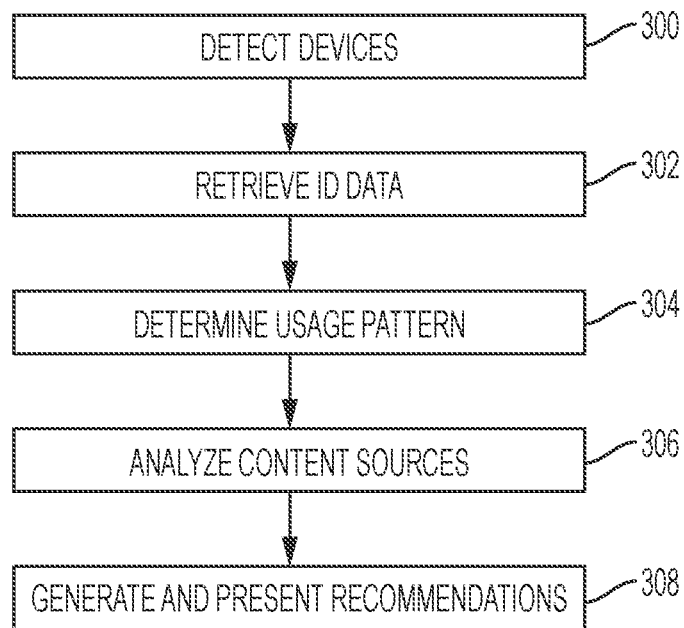 DETECT DEVICES
300
RETRIEVE ID DATA
302
DETERMINE USAGE PATTERN
304
ANALYZE CONTENT SOURCES
306
GENERATE AND PRESENT RECOMMENDATIONS
308